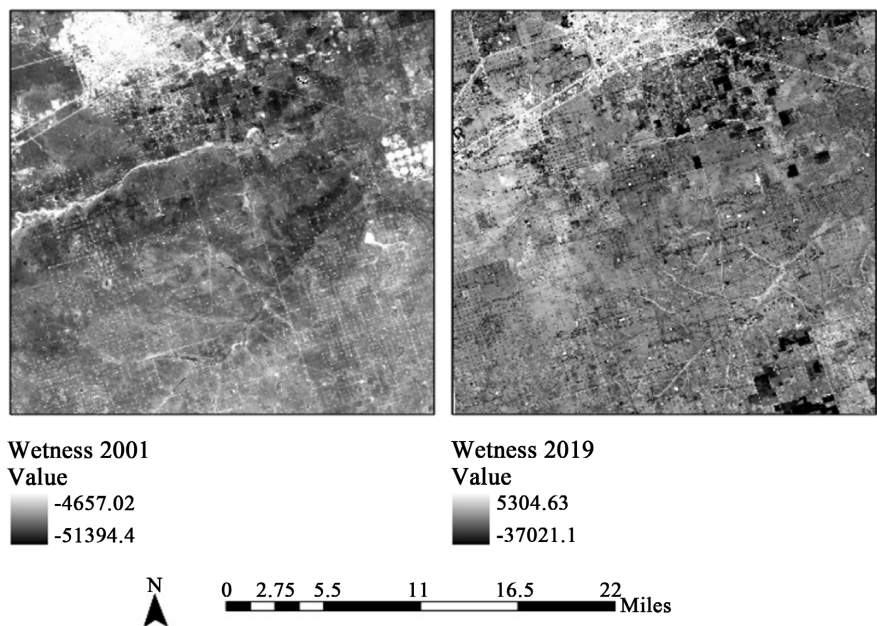 Wetness 2001
Value
-4657.02
-51394.4
Wetness 2019
Value
5304.63
-37021.1
N
0 2.75 5.5 11 16.5 22
Miles